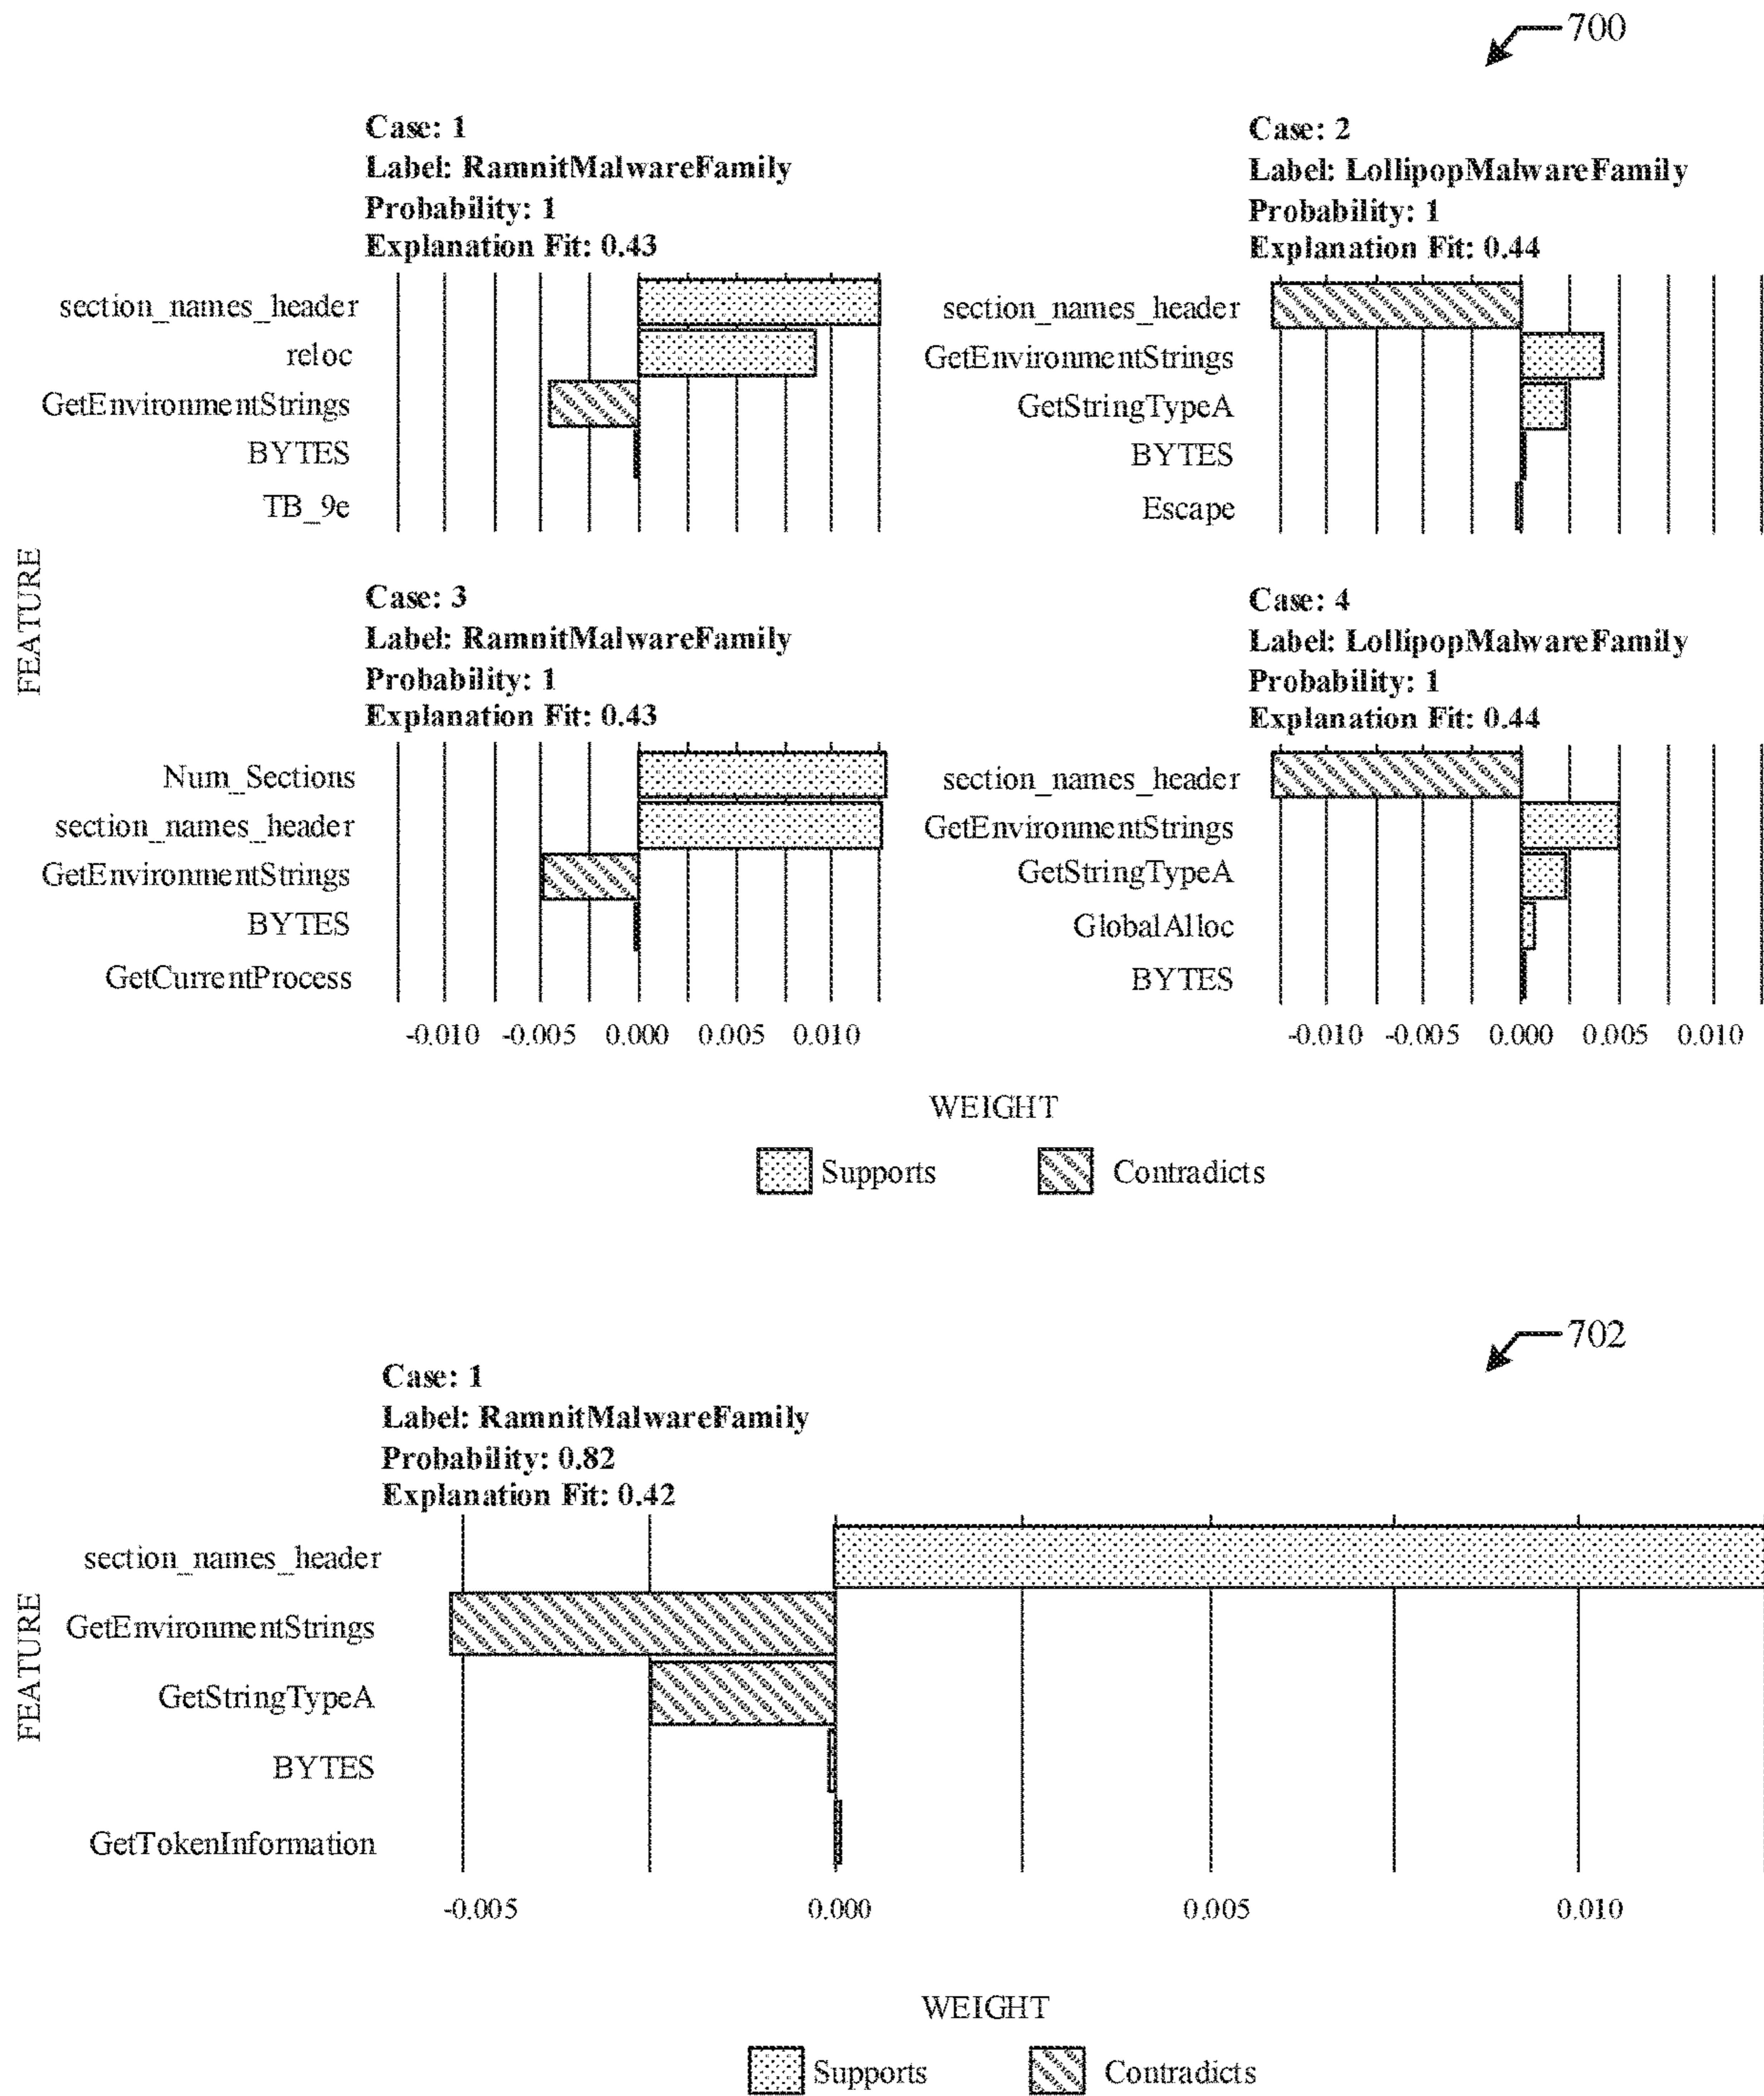 700
Case: 1
Label: RamnitMalwareFamily
Probability: 1
Explanation Fit: 0.43
section_names_header
reloc
GetEnvironmentStrings
BYTES
TB_9e
Case: 2
Label: LollipopMalwareFamily
Probability: 1
Explanation Fit: 0.44
section_names_header
GetEnvironmentStrings
GetStringTypeA
BYTES
Escape
FEATURE
Case: 3
Label: RamnitMalwareFamily
Probability: 1
Explanation Fit: 0.43
Num_Sections
section_names_header
GetEnvironmentStrings
BYTES
GetCurrentProcess
-0.010 -0.005 0.000 0.005 0.010
Case: 4
Label: LollipopMalwareFamily
Probability: 1
Explanation Fit: 0.44
section_names_header
GetEnvironmentStrings
GetStringTypeA
GlobalAlloc
BYTES
-0.010 -0.005 0.000 0.005 0.010
WEIGHT
Supports Contradicts
702
Case: 1
Label: RamnitMalwareFamily
Probability: 0.82
Explanation Fit: 0.42
section_names_header
GetEnvironmentStrings
GetStringTypeA
BYTES
GetTokenInformation
FEATURE
-0.005 0.000 0.005 0.010
WEIGHT
Supports Contradicts